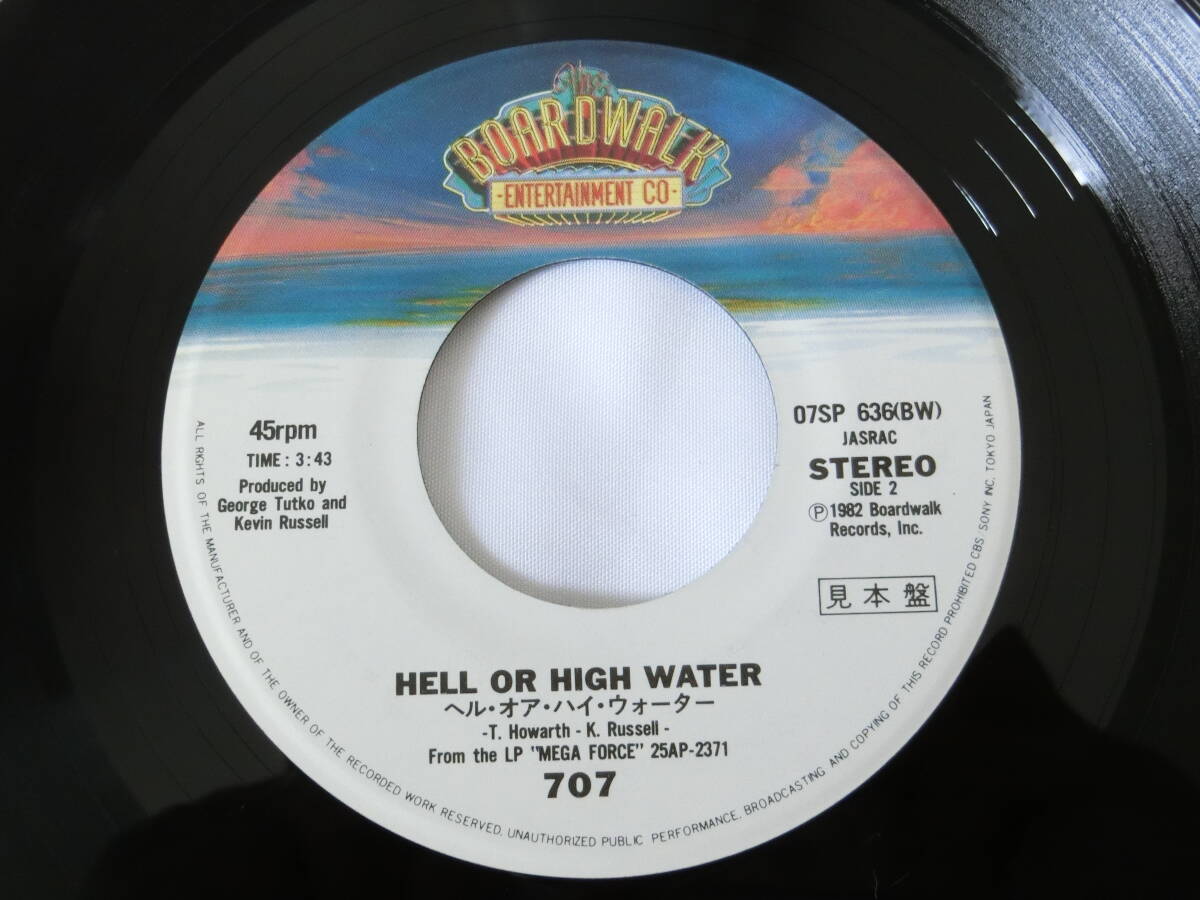 The
BOARDWALK
-ENTERTAINMENT CO-
45rpm
TIME : 3:43
Produced by
George Tutko and
Kevin Russell
07SP 636(BW)
JASRAC
STEREO
SIDE 2
Ⓟ1982 Boardwalk
Records, Inc.
見本盤
HELL OR HIGH WATER
ヘル・オア・ハイ・ウォーター
-T. Howarth - K. Russell -
From the LP "MEGA FORCE" 25AP-2371
707
ALL RIGHTS OF THE MANUFACTURER AND OF THE OWNER OF THE RECORDED WORK RESERVED. UNAUTHORIZED PUBLIC PERFORMANCE, BROADCASTING AND COPYING OF THIS RECORD PROHIBITED CBS/SONY INC. TOKYO JAPAN